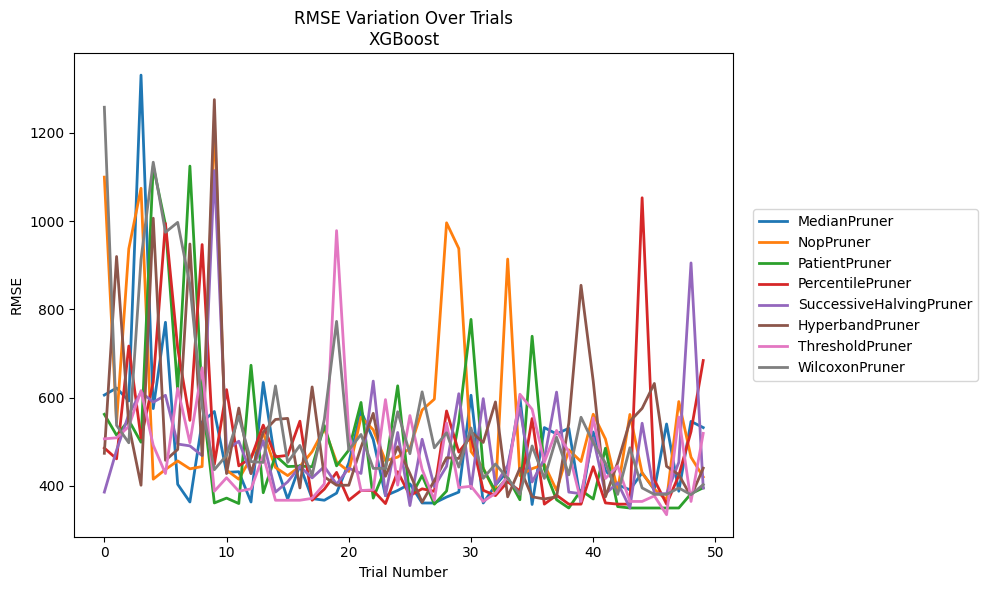 RMSE Variation Over Trials
XGBoost
RMSE
1200
1000
800
600
400
0 10 20 30 40 50
Trial Number
MedianPruner
NopPruner
PatientPruner
PercentilePruner
SuccessiveHalvingPruner
HyperbandPruner
ThresholdPruner
WilcoxonPruner